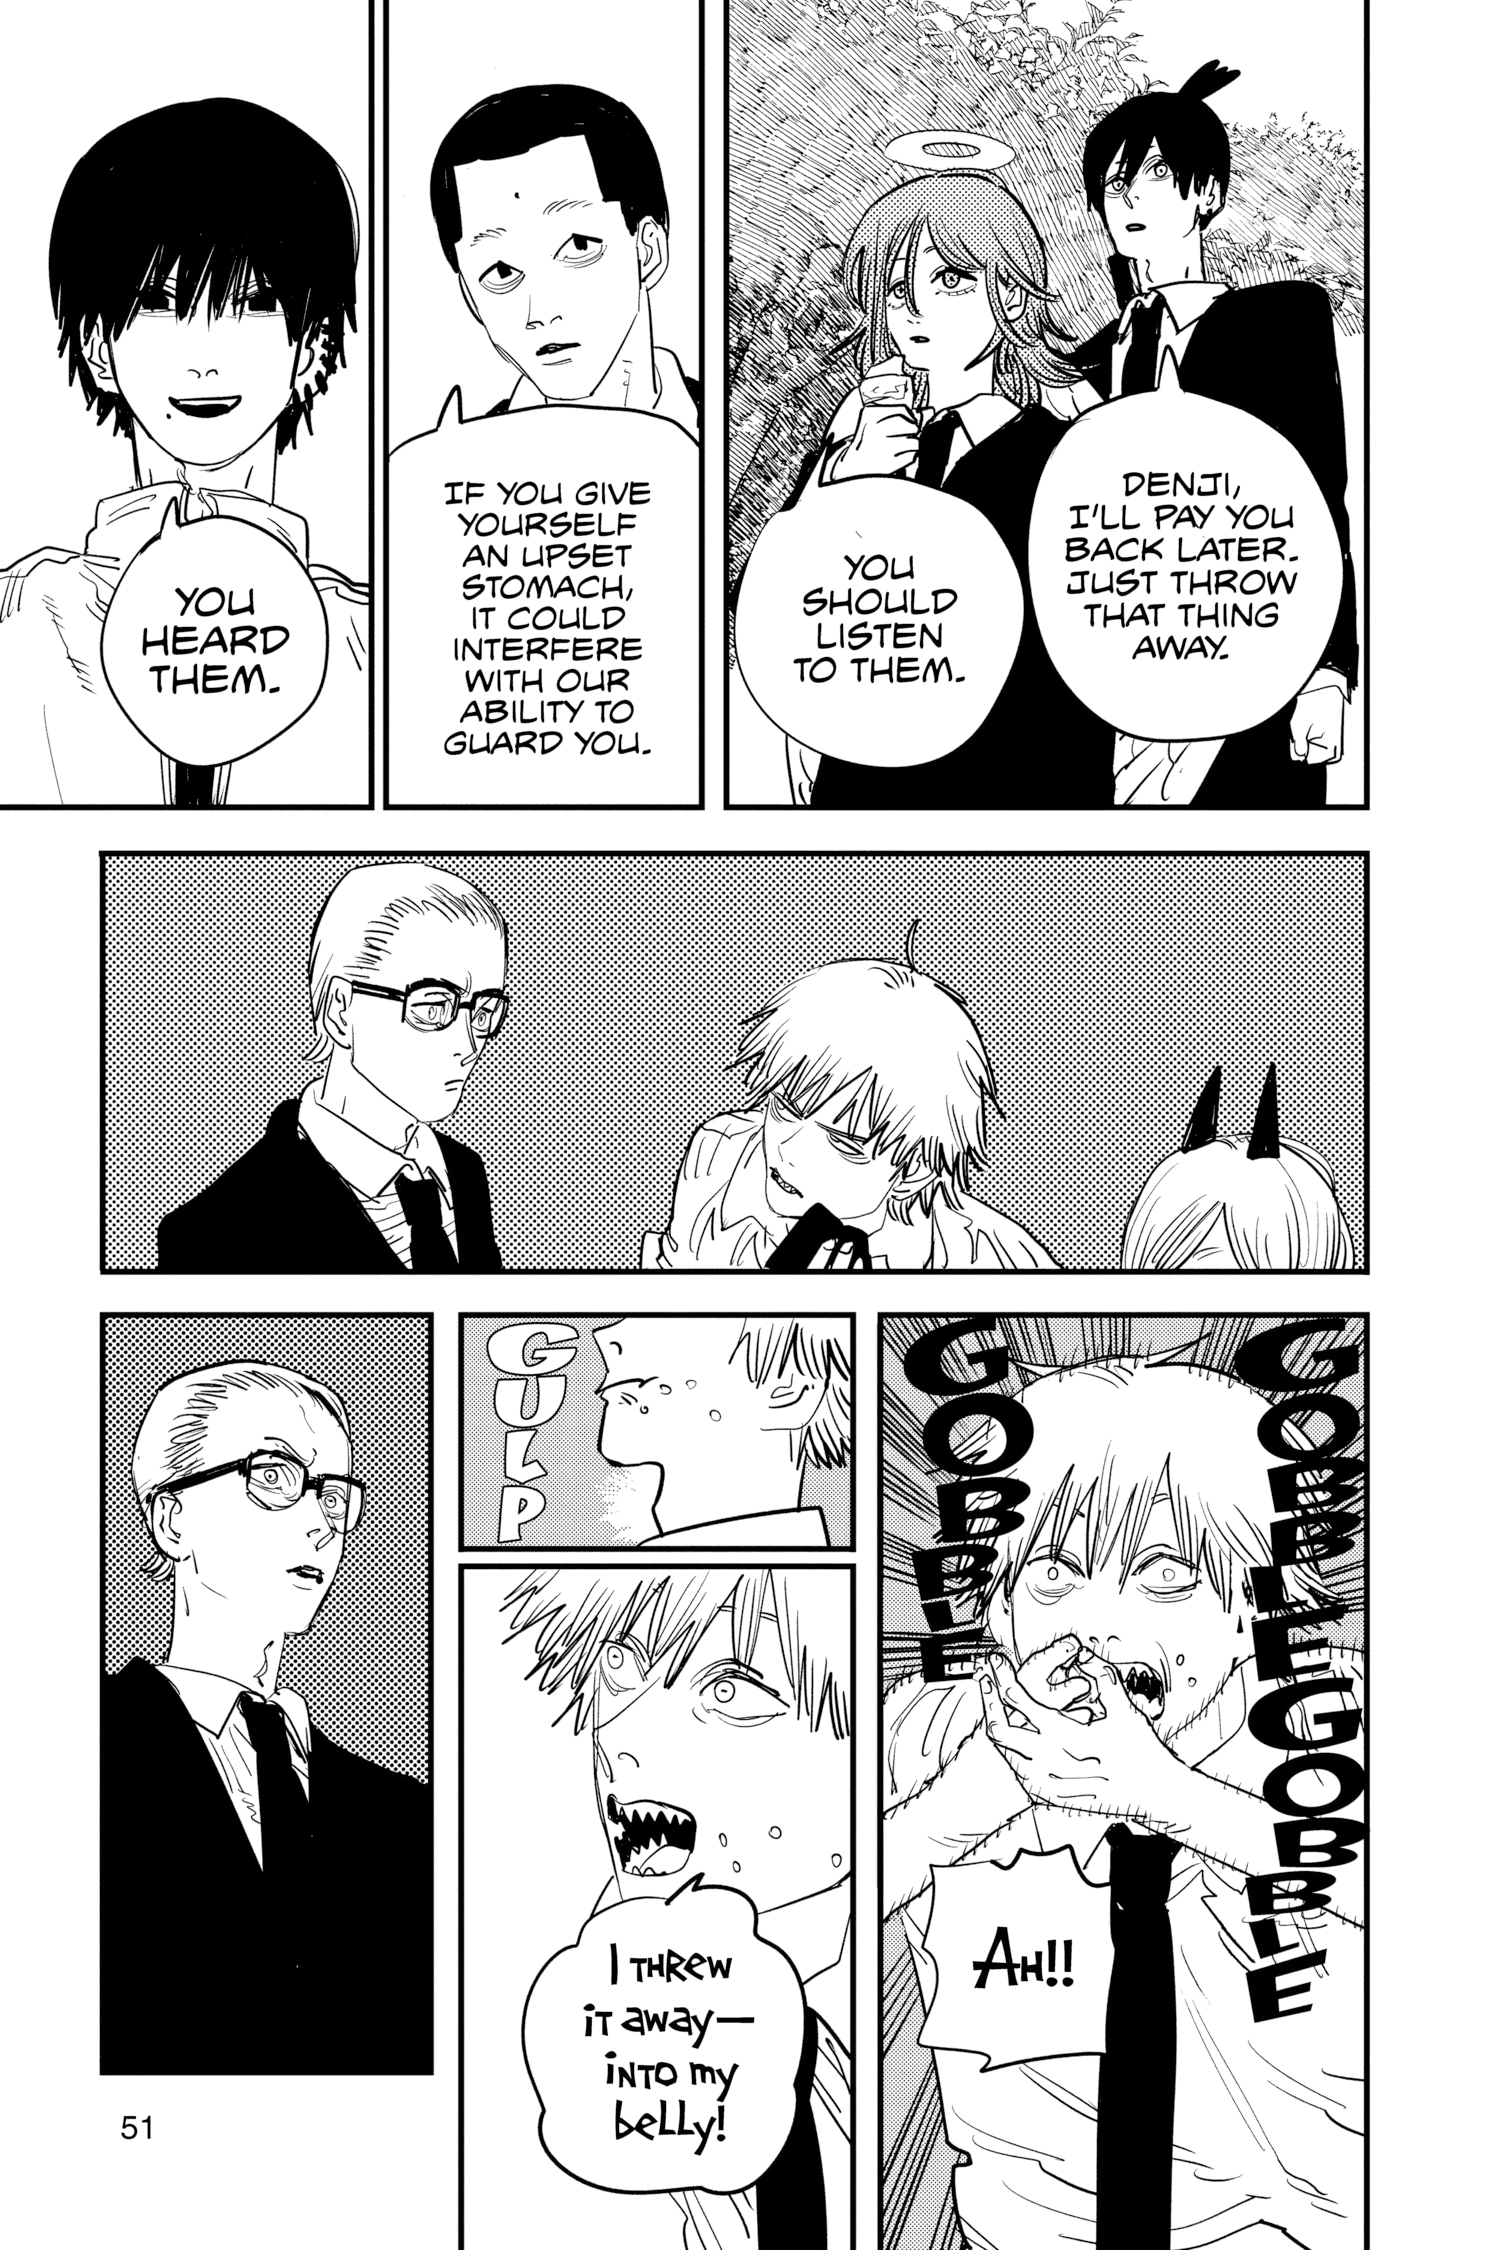 DENJI,
I'LL PAY YOU
BACK LATER.
JUST THROW
THAT THING
AWAY.
YOU
SHOULD
LISTEN
TO THEM.
IF YOU GIVE
YOURSELF
AN UPSET
STOMACH,
IT COULD
INTERFERE
WITH OUR
ABILITY TO
GUARD YOU.
YOU
HEARD
THEM.
GOBBLE GOBBLE
GOBBLE
AH!!
GULP
I THREW
IT AWAY—
INTO MY
BELLY!
51